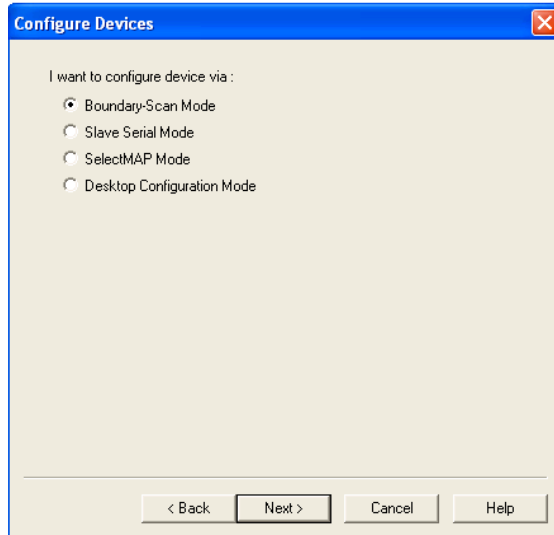 Configure Devices
I want to configure device via :
Boundary-Scan Mode
Slave Serial Mode
SelectMAP Mode
Desktop Configuration Mode
< Back Next > Cancel Help